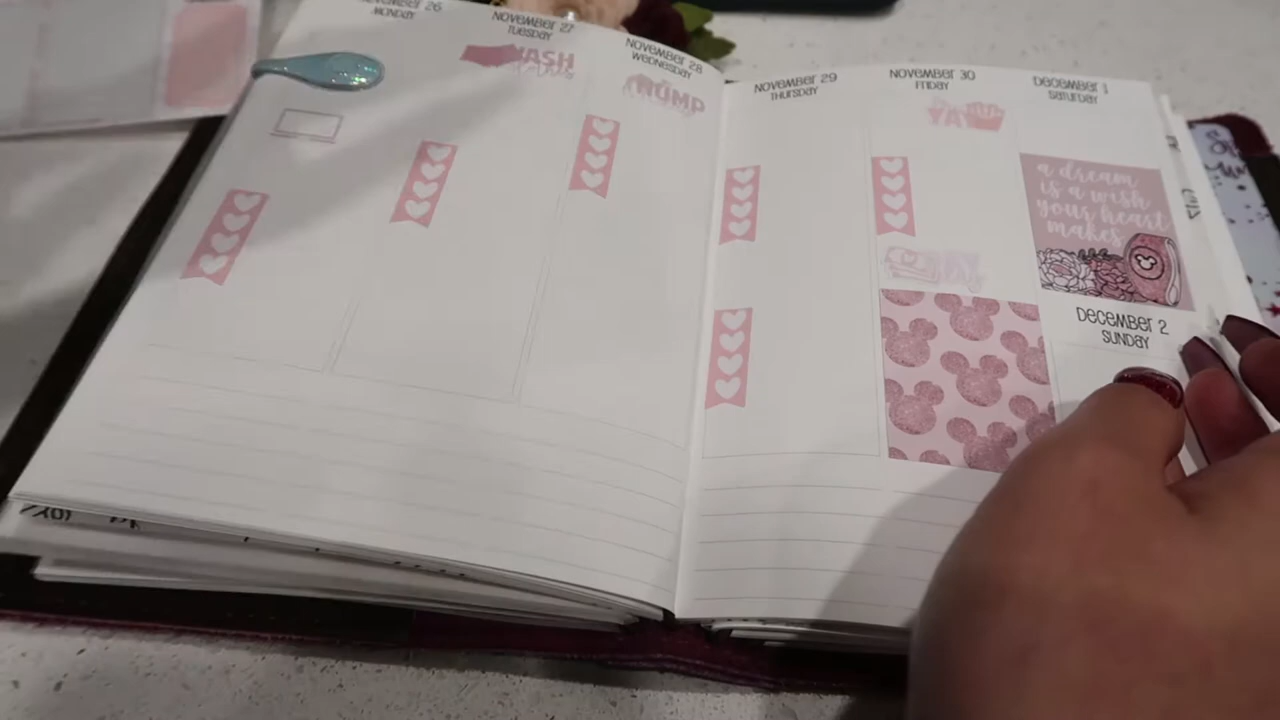 November 26
Monday
November 27
Tuesday
November 28
Wednesday
November 29
Thursday
November 30
Friday
December 1
Saturday
HUMP
YAY
a dream
is a wish
your heart
makes
December 2
Sunday